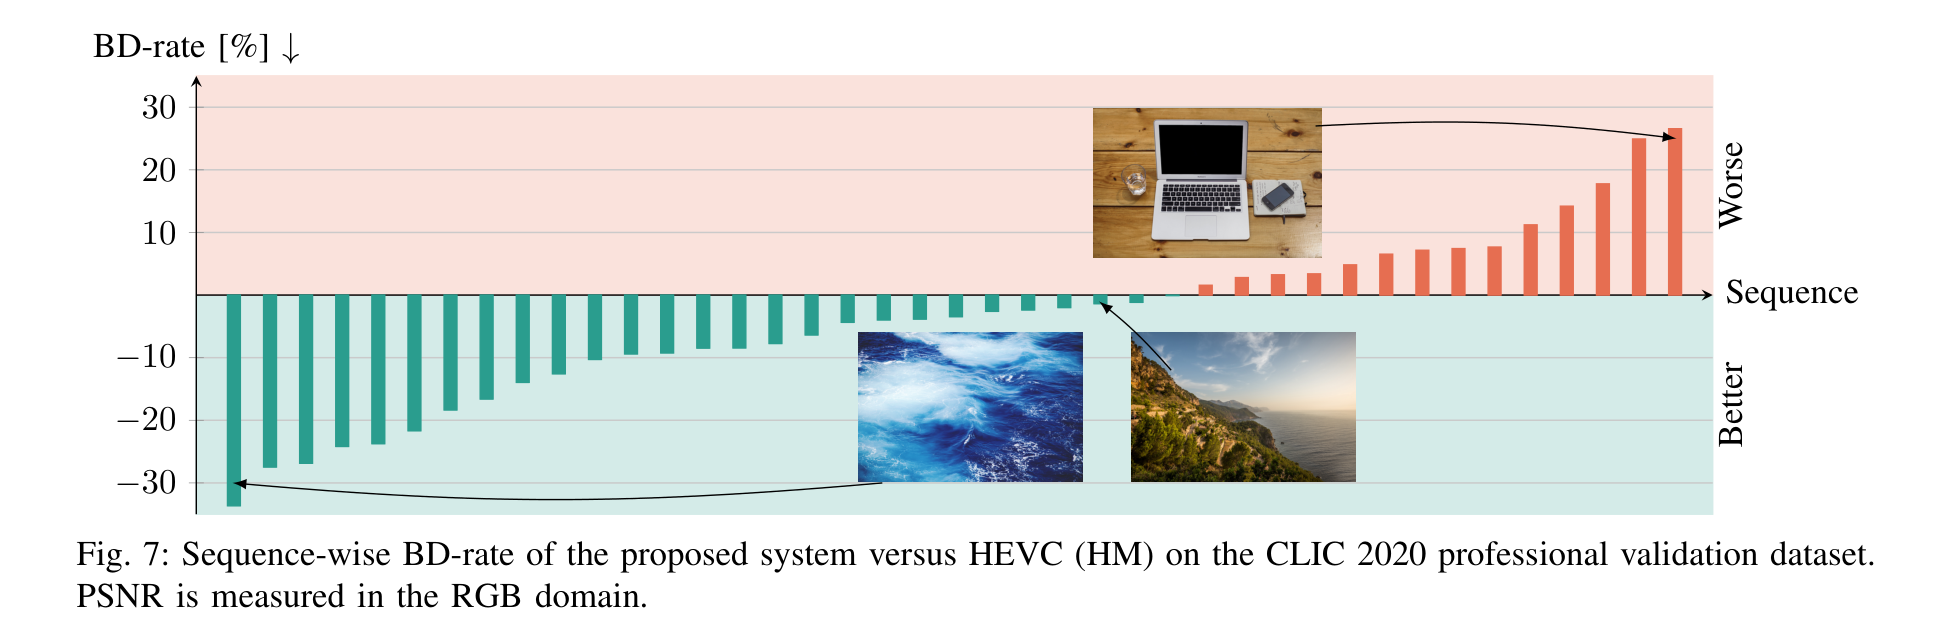 BD-rate [%] ↓
30
20
10
−10
−20
−30
Worse
Sequence
Better
Fig. 7: Sequence-wise BD-rate of the proposed system versus HEVC (HM) on the CLIC 2020 professional validation dataset.
PSNR is measured in the RGB domain.